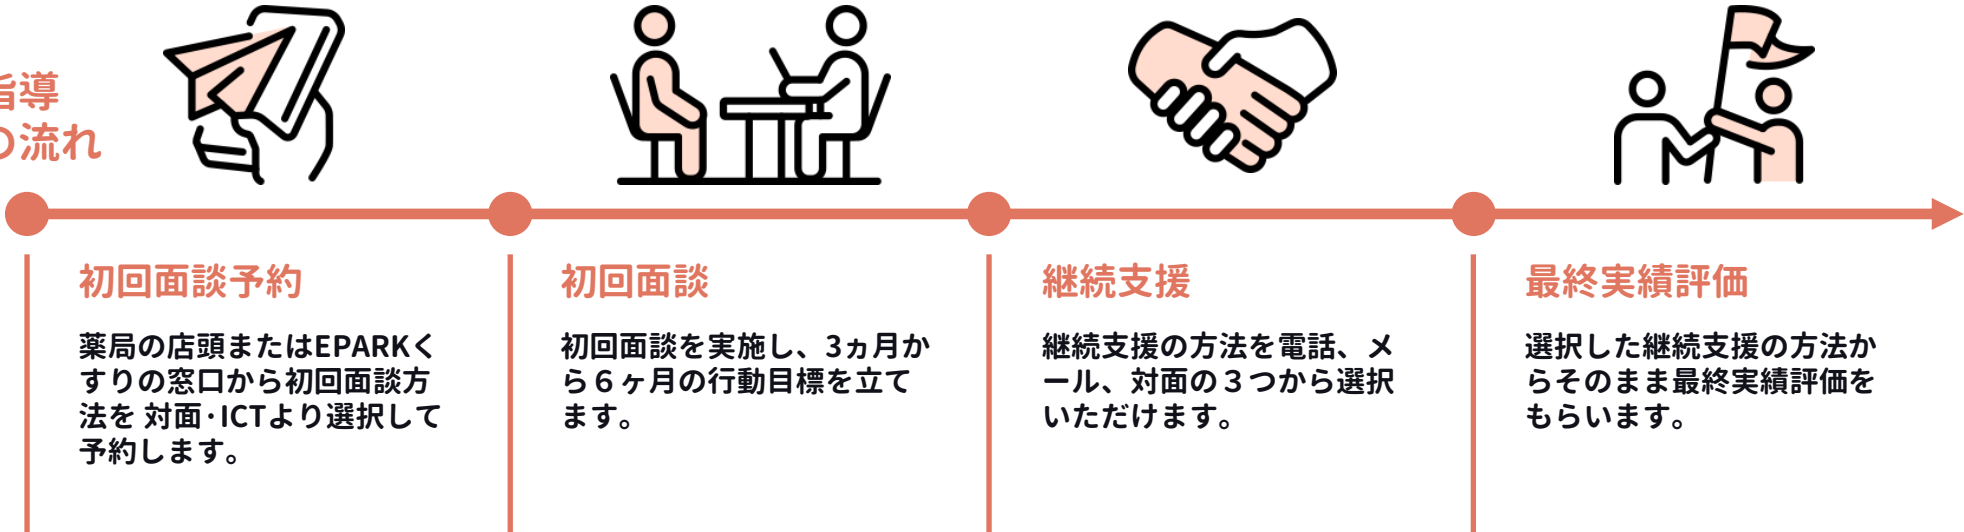 指導
の流れ
初回面談予約
薬局の店頭またはEPARKく
すりの窓口から初回面談方
法を 対面·ICTより選択して
予約します。
初回面談
初回面談を実施し、3ヵ月か
ら６ヶ月の行動目標を立て
ます。
継続支援
継続支援の方法を電話、メ
ール、対面の３つから選択
いただけます。
最終実績評価
選択した継続支援の方法か
らそのまま最終実績評価を
もらいます。